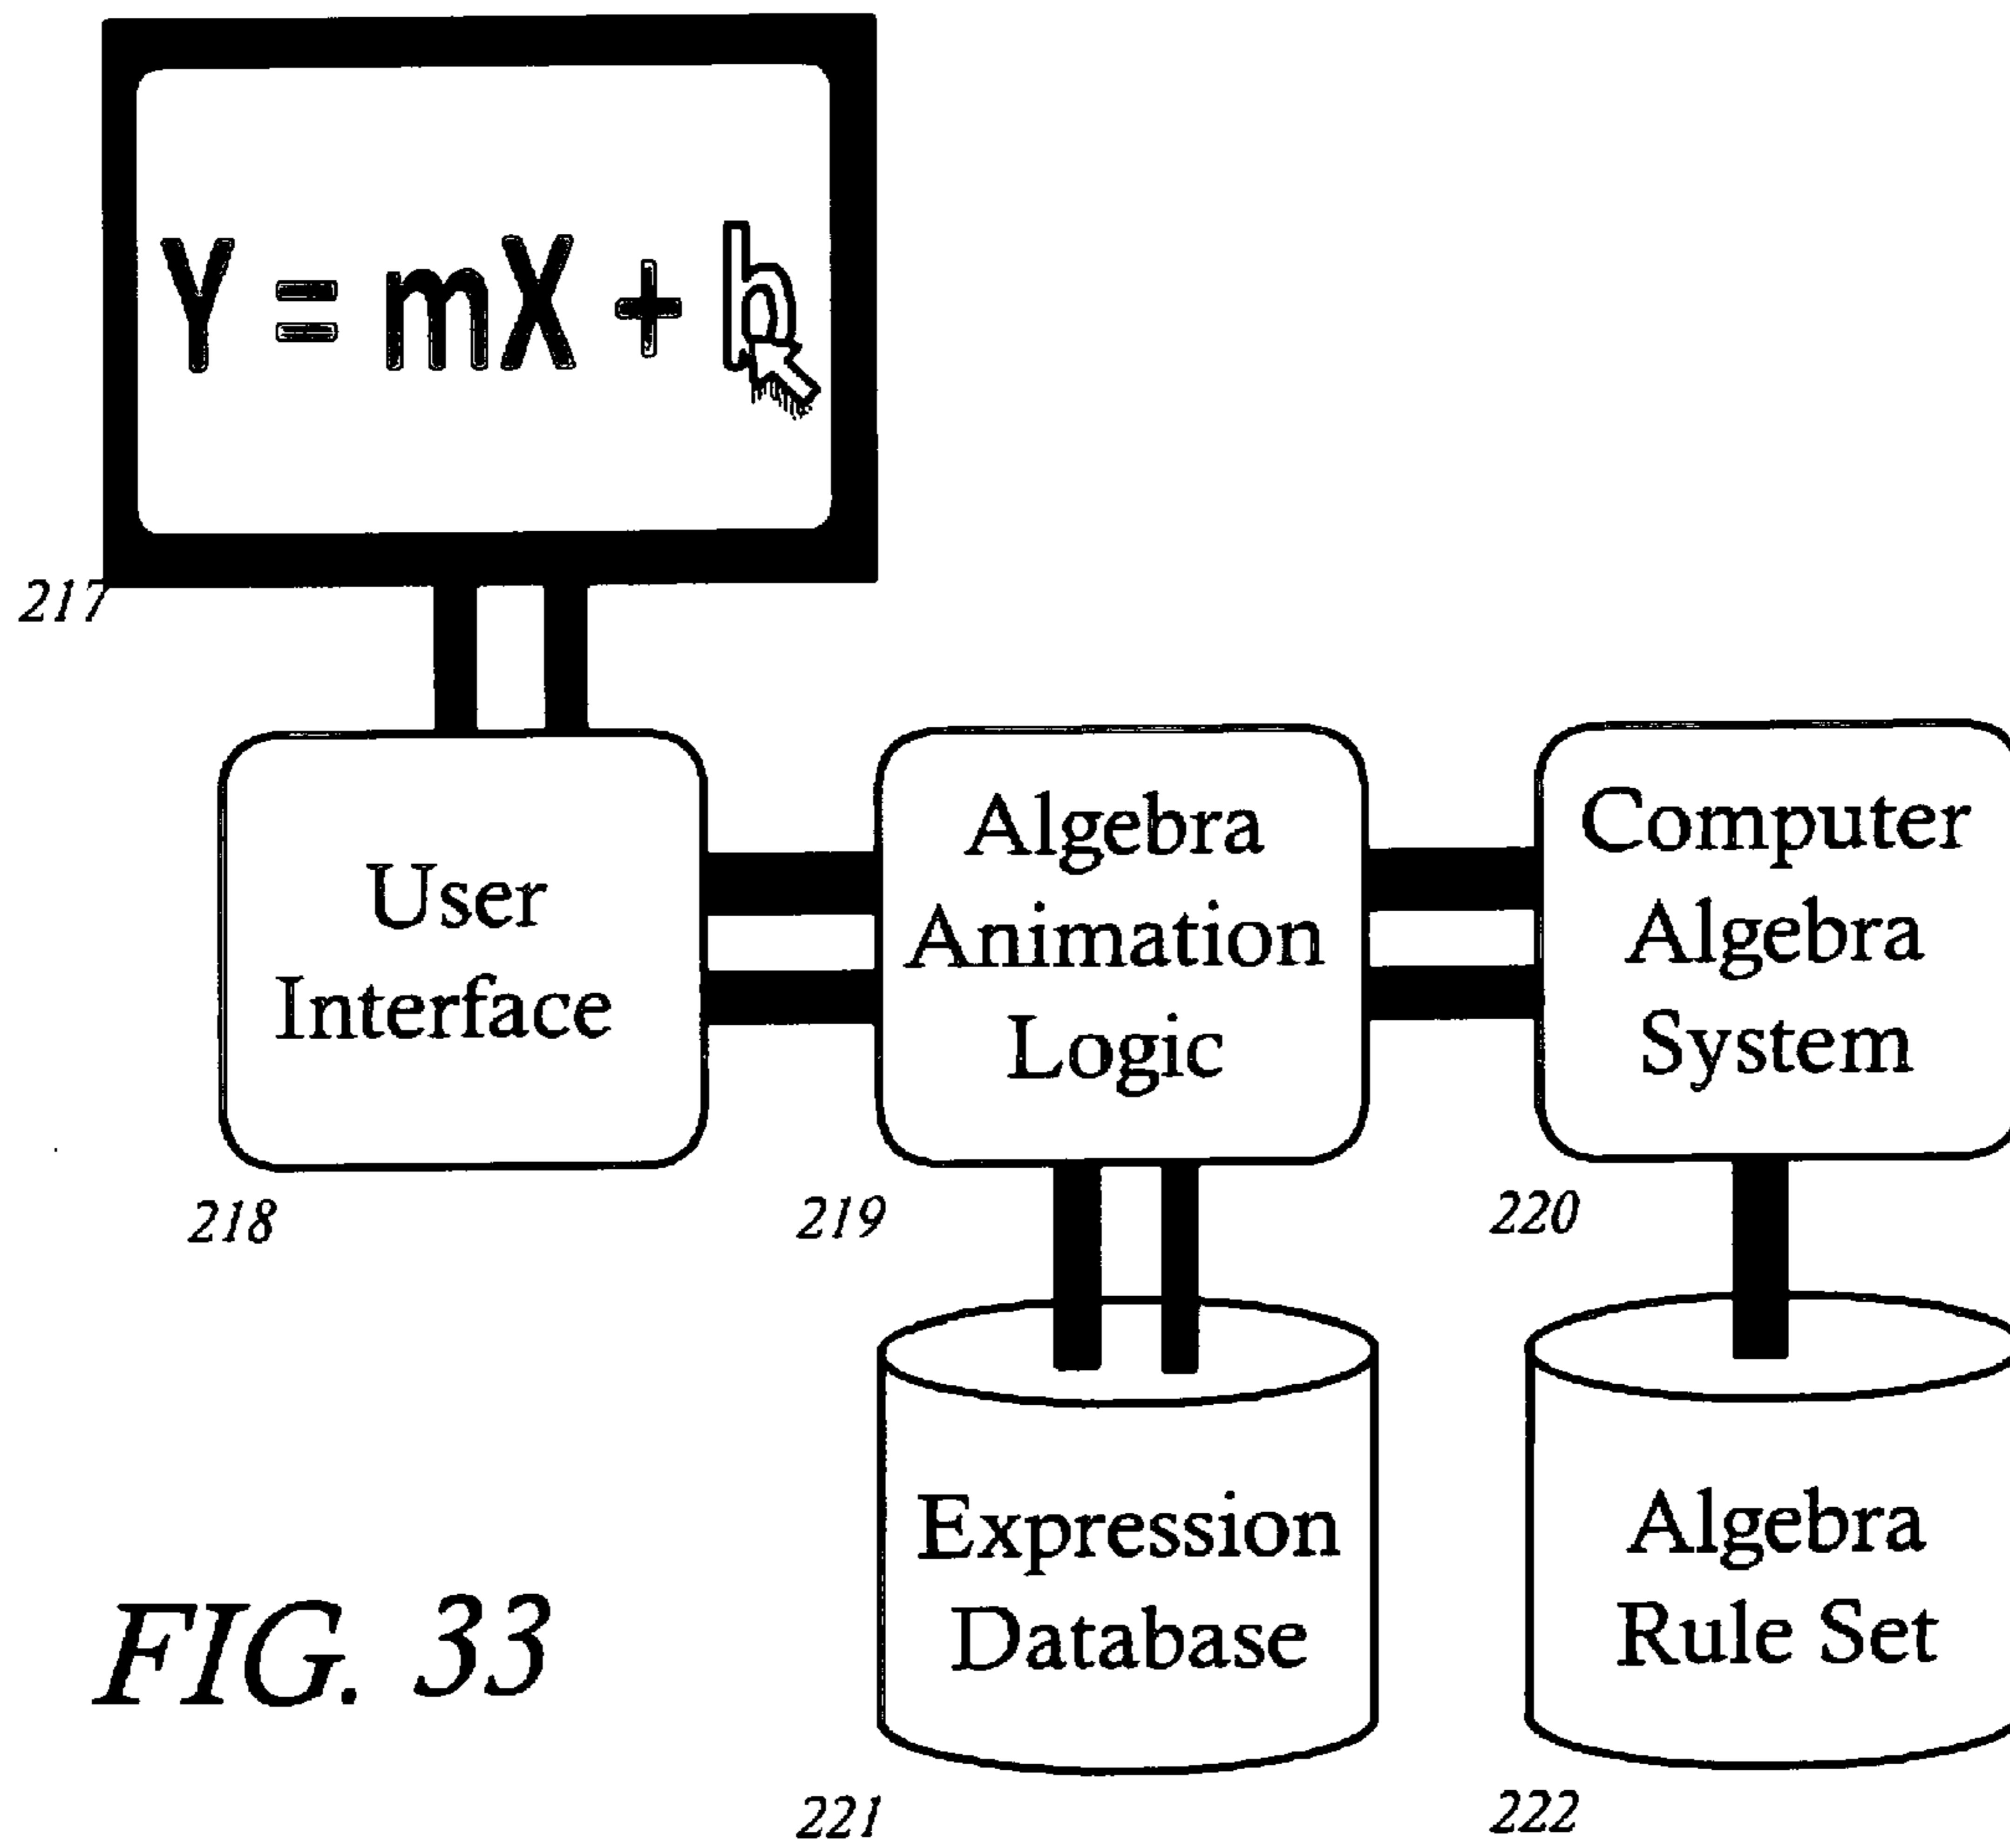 Y = mX + b
217
User
Interface
218
Algebra
Animation
Logic
219
Computer
Algebra
System
220
Expression
Database
221
Algebra
Rule Set
222
FIG. 33